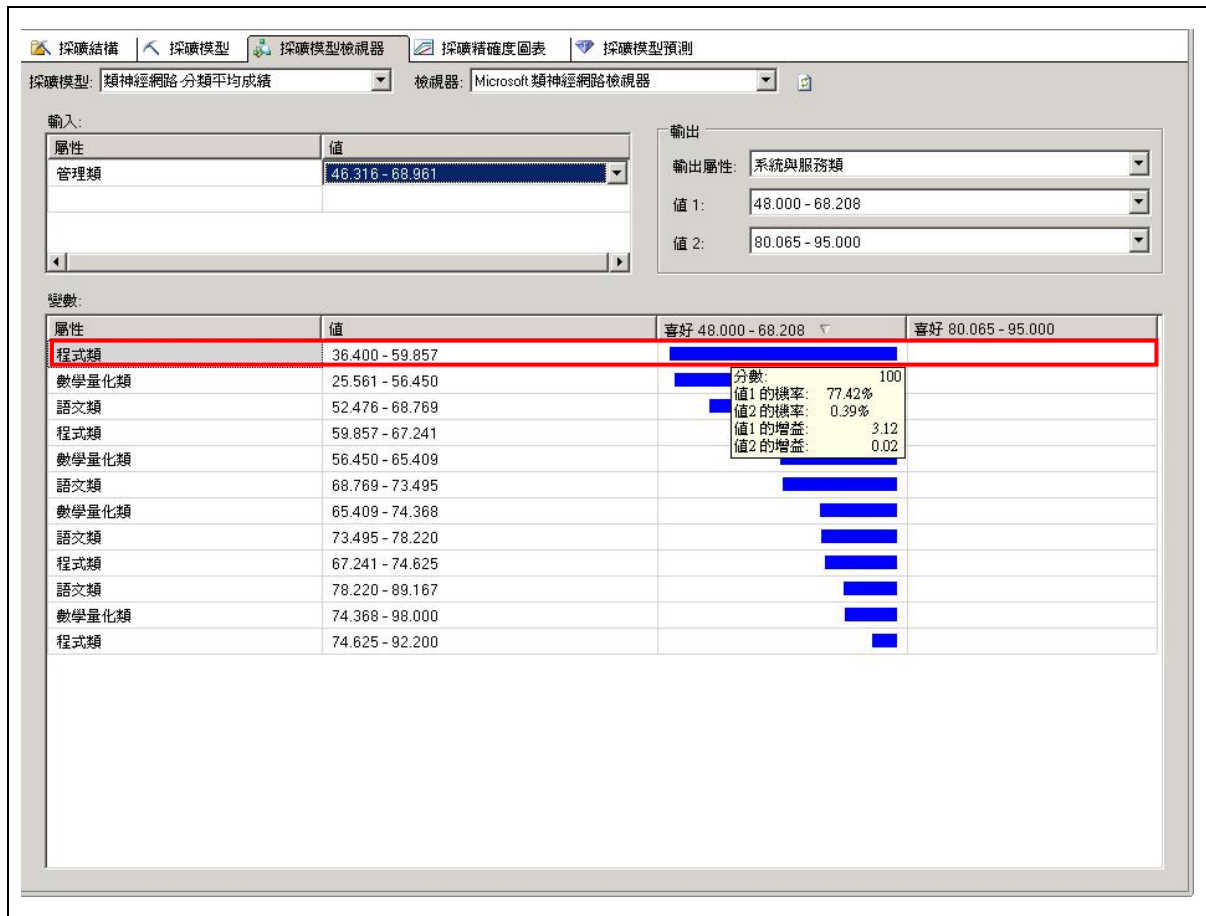 採礦結構 採礦模型 採礦模型檢視器 採礦精確度圖表 採礦模型預測
採礦模型: 類神經網路-分類平均成績 檢視器: Microsoft 類神經網路檢視器
輸入:
屬性 值
管理類 46.316 - 68.961
輸出
輸出屬性: 系統與服務類
值 1: 48.000 - 68.208
值 2: 80.065 - 95.000
變數:
屬性 值 喜好 48.000 - 68.208 喜好 80.065 - 95.000
程式類 36.400 - 59.857
數學量化類 25.561 - 56.450
語文類 52.476 - 68.769
程式類 59.857 - 67.241
數學量化類 56.450 - 65.409
語文類 68.769 - 73.495
數學量化類 65.409 - 74.368
語文類 73.495 - 78.220
程式類 67.241 - 74.625
語文類 78.220 - 89.167
數學量化類 74.368 - 98.000
程式類 74.625 - 92.200
分數: 100
值1 的機率: 77.42%
值2 的機率: 0.39%
值1 的增益: 3.12
值2 的增益: 0.02